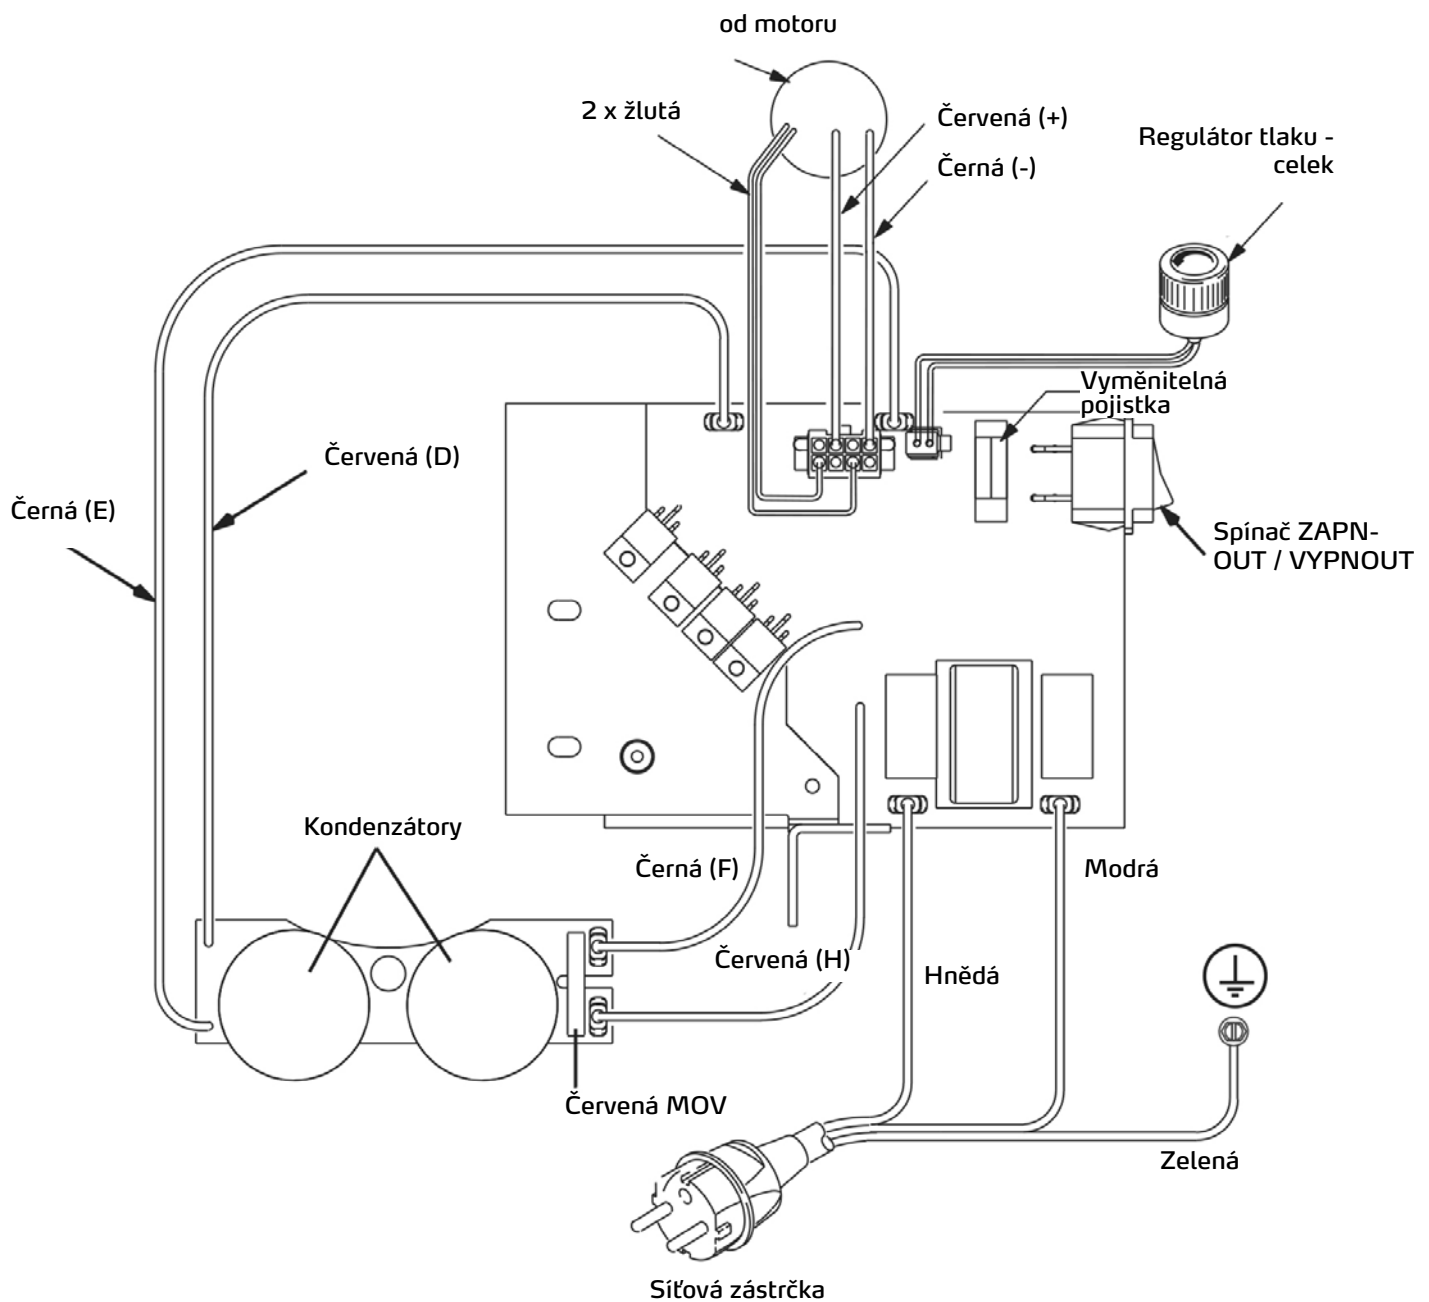 od motoru
2 x žlutá
Červená (+)
Černá (-)
Regulátor tlaku -
celek
Vyměnitelná
pojistka
Červená (D)
Černá (E)
Spínač ZAPN-
OUT / VYPNOUT
Kondenzátory
Černá (F)
Modrá
Červená (H)
Hnědá
Červená MOV
Zelená
Síťová zástrčka